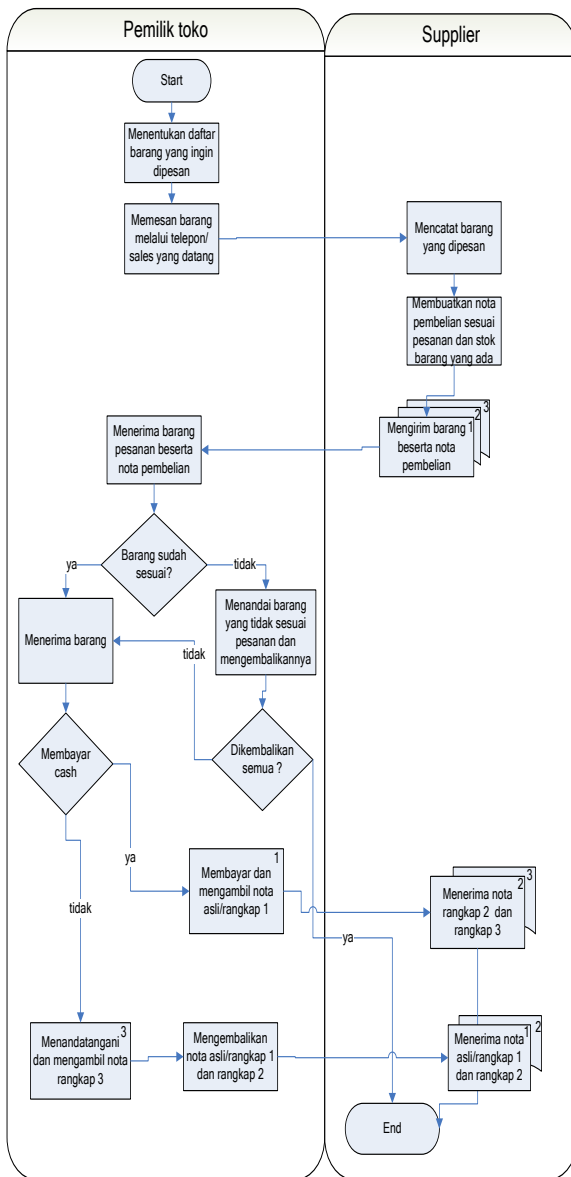 Pemilik toko
Supplier
Start
Menentukan daftar
barang yang ingin
dipesan
Memesan barang
melalui telepon/
sales yang datang
Mencatat barang
yang dipesan
Membuatkan nota
pembelian sesuai
pesanan dan stok
barang yang ada
3
2
1
Mengirim barang
beserta nota
pembelian
Menerima barang
pesanan beserta
nota pembelian
Barang sudah
sesuai?
ya
tidak
Menerima barang
Menandai barang
yang tidak sesuai
pesanan dan
mengembalikannya
tidak
Membayar
cash
Dikembalikan
semua ?
ya
1
Membayar dan
mengambil nota
asli/rangkap 1
3
2
Menerima nota
rangkap 2 dan
rangkap 3
tidak
ya
3
Menandatangani
dan mengambil nota
rangkap 3
Mengembalikan
nota asli/rangkap 1
dan rangkap 2
2
1
Menerima nota
asli/rangkap 1
dan rangkap 2
End